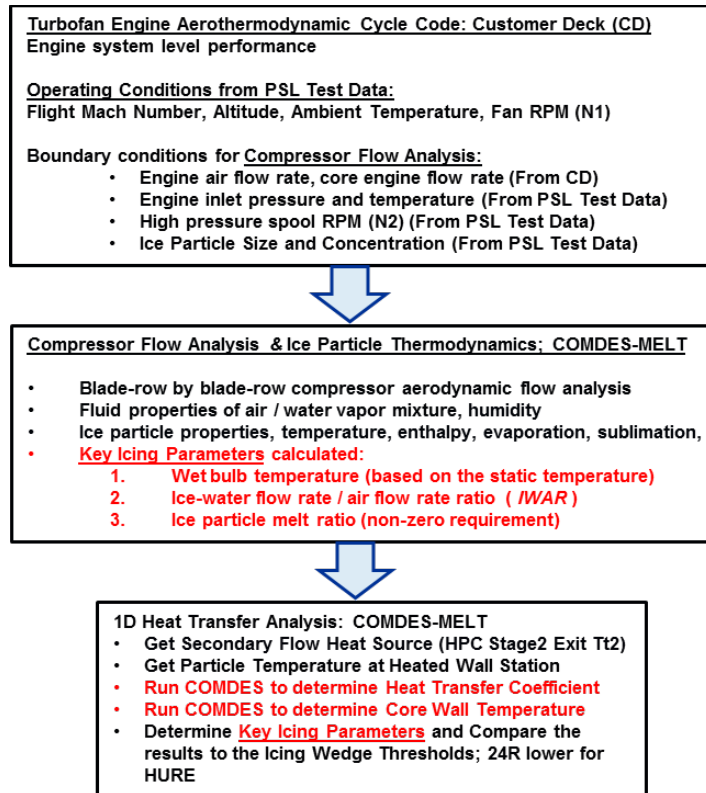 Turbofan Engine Aerothermodynamic Cycle Code: Customer Deck (CD)
Engine system level performance
Operating Conditions from PSL Test Data:
Flight Mach Number, Altitude, Ambient Temperature, Fan RPM (N1)
Boundary conditions for Compressor Flow Analysis:
• Engine air flow rate, core engine flow rate (From CD)
• Engine inlet pressure and temperature (From PSL Test Data)
• High pressure spool RPM (N2) (From PSL Test Data)
• Ice Particle Size and Concentration (From PSL Test Data)
Compressor Flow Analysis & Ice Particle Thermodynamics; COMDES-MELT
• Blade-row by blade-row compressor aerodynamic flow analysis
• Fluid properties of air / water vapor mixture, humidity
• Ice particle properties, temperature, enthalpy, evaporation, sublimation,
• Key Icing Parameters calculated:
1. Wet bulb temperature (based on the static temperature)
2. Ice-water flow rate / air flow rate ratio ( IWAR )
3. Ice particle melt ratio (non-zero requirement)
1D Heat Transfer Analysis: COMDES-MELT
• Get Secondary Flow Heat Source (HPC Stage2 Exit Tt2)
• Get Particle Temperature at Heated Wall Station
• Run COMDES to determine Heat Transfer Coefficient
• Run COMDES to determine Core Wall Temperature
• Determine Key Icing Parameters and Compare the
results to the Icing Wedge Thresholds; 24R lower for
HURE